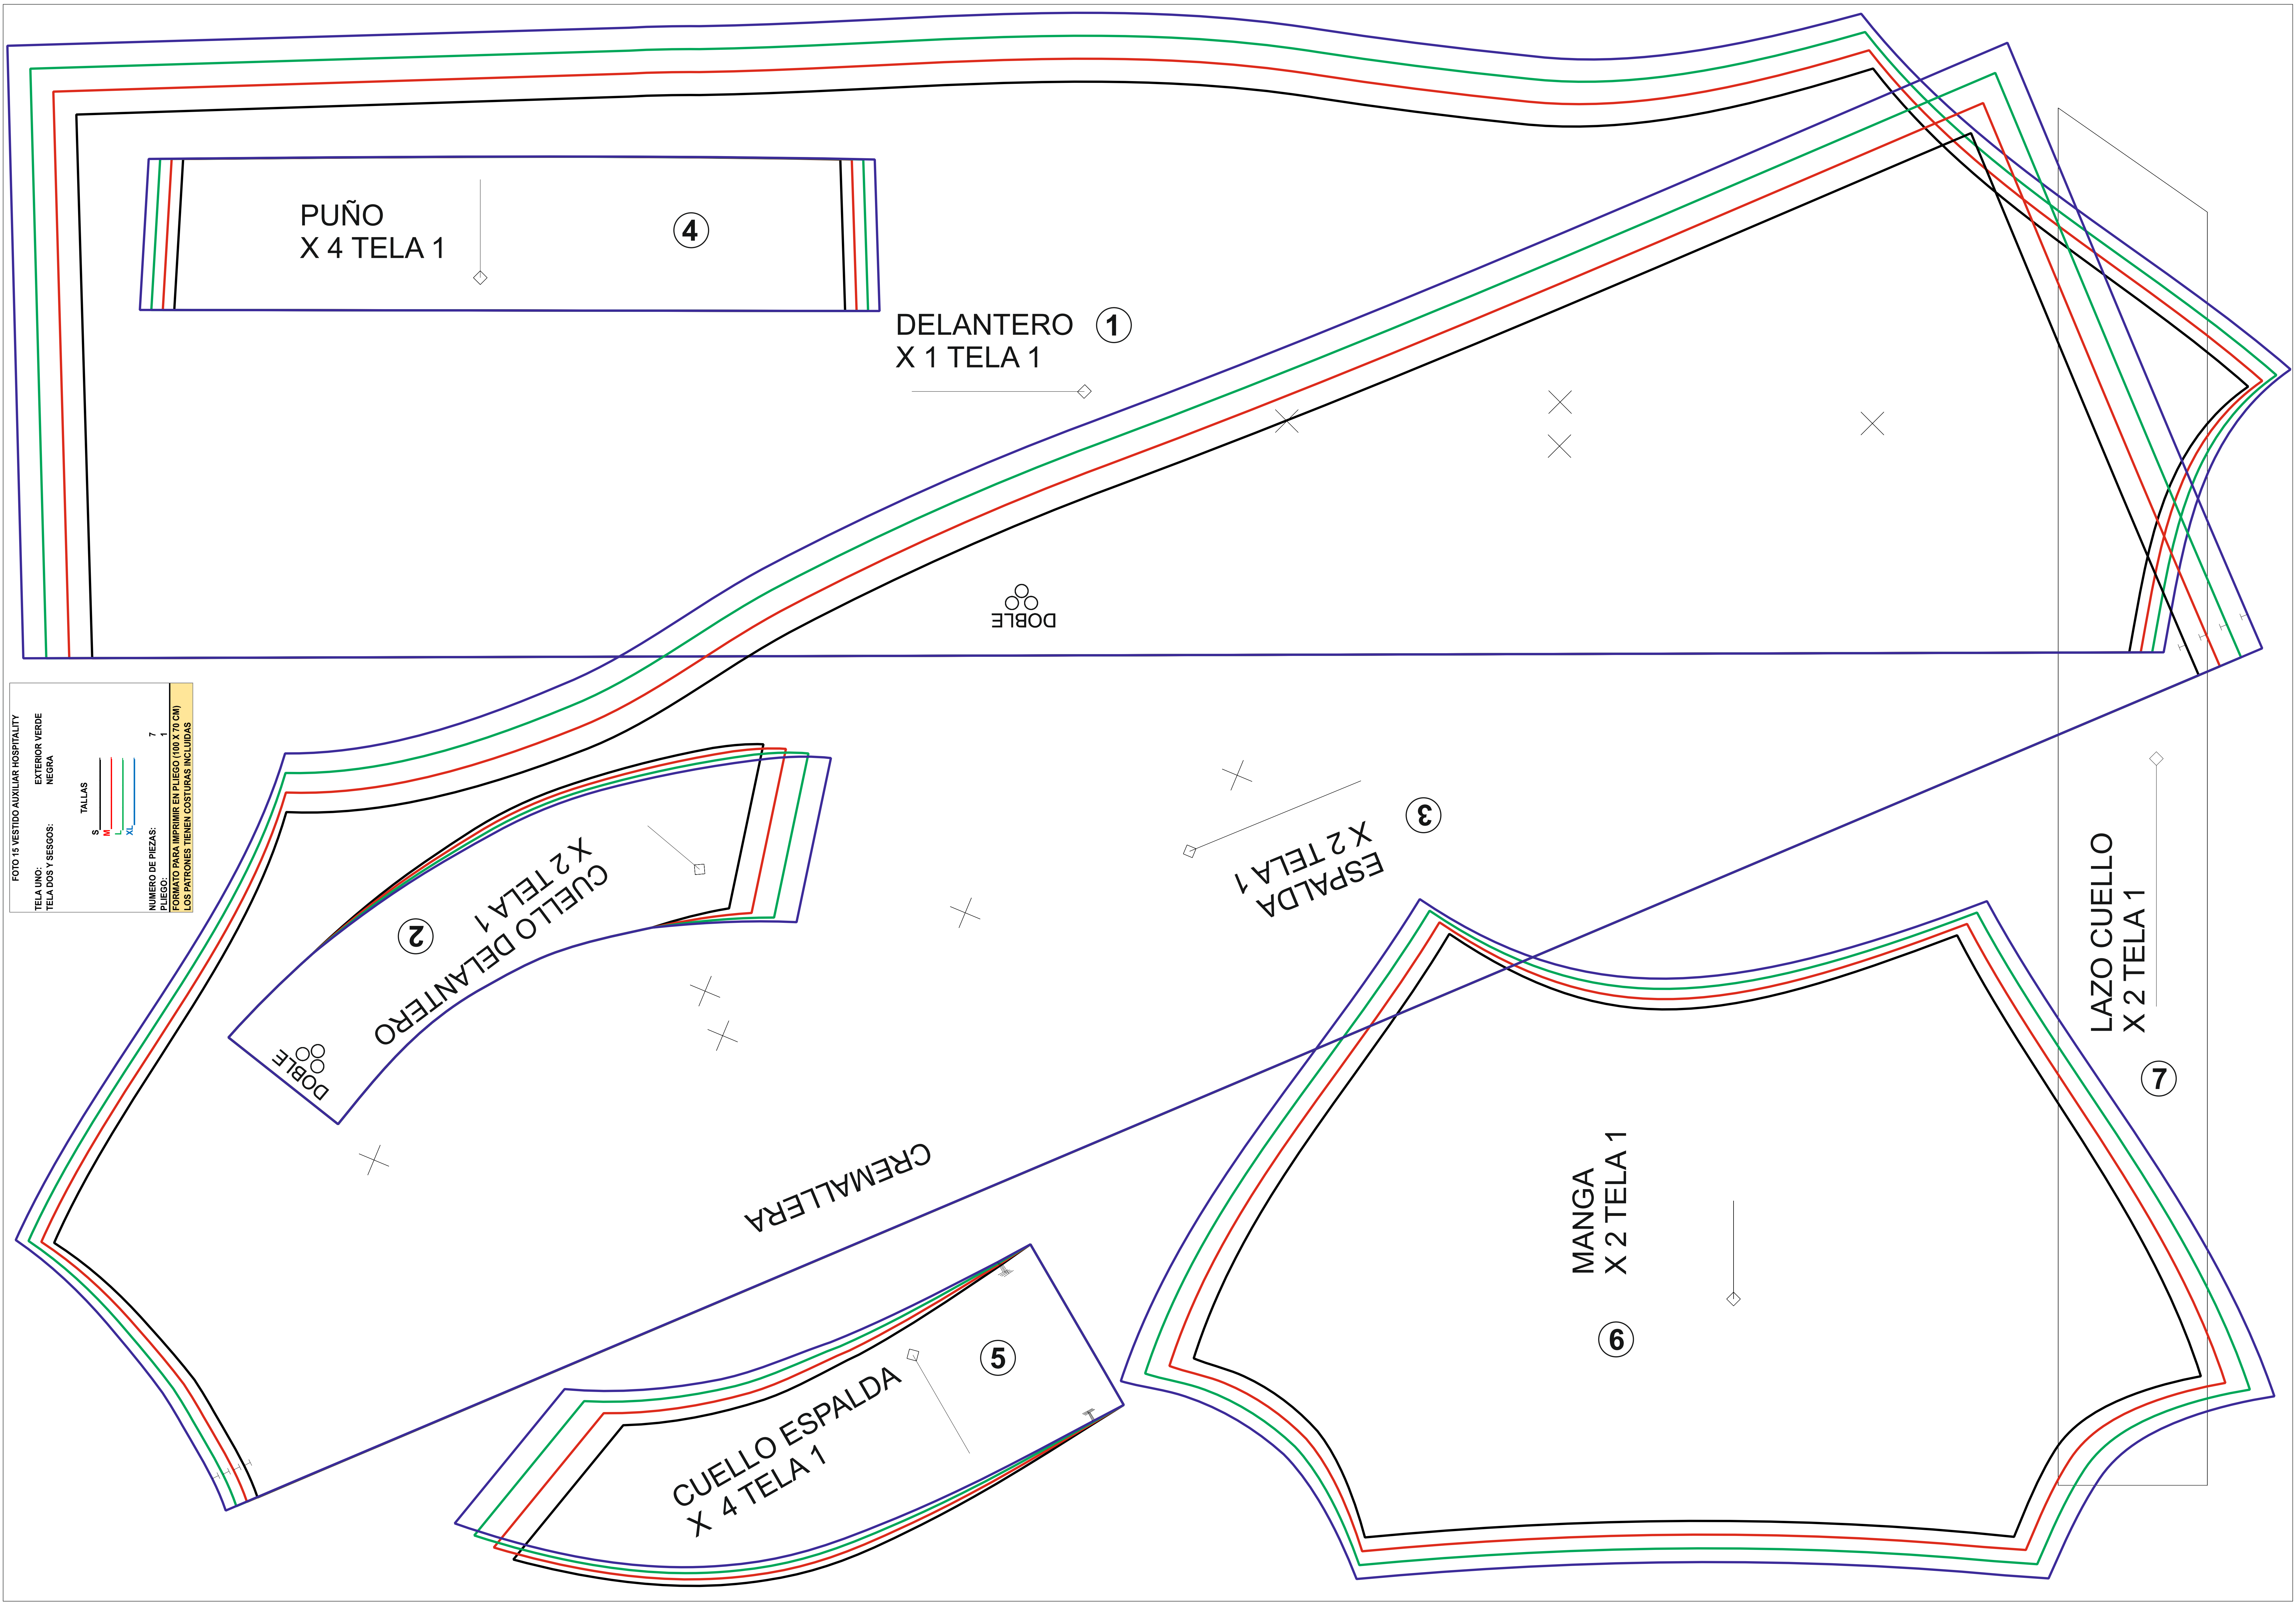 PUÑO
X 4 TELA 1
4
DELANTERO
X 1 TELA 1
1
DOBLE
FOTO 15 VESTIDO AUXILIAR HOSPITALITY
TELA UNO: EXTERIOR VERDE
TELA DOS Y SESGOS: NEGRA
TALLAS
S
M
L
XL
NUMERO DE PIEZAS: 7
PLIEGO: 1
FORMATO PARA IMPRIMIR EN PLIEGO (100 X 70 CM)
LOS PATRONES TIENEN COSTURAS INCLUIDAS
CUELLO DELANTERO
X 2 TELA 1
2
DOBLE
ESPALDA
X 2 TELA 1
3
CREMALLERA
CUELLO ESPALDA
X 4 TELA 1
5
MANGA
X 2 TELA 1
6
LAZO CUELLO
X 2 TELA 1
7